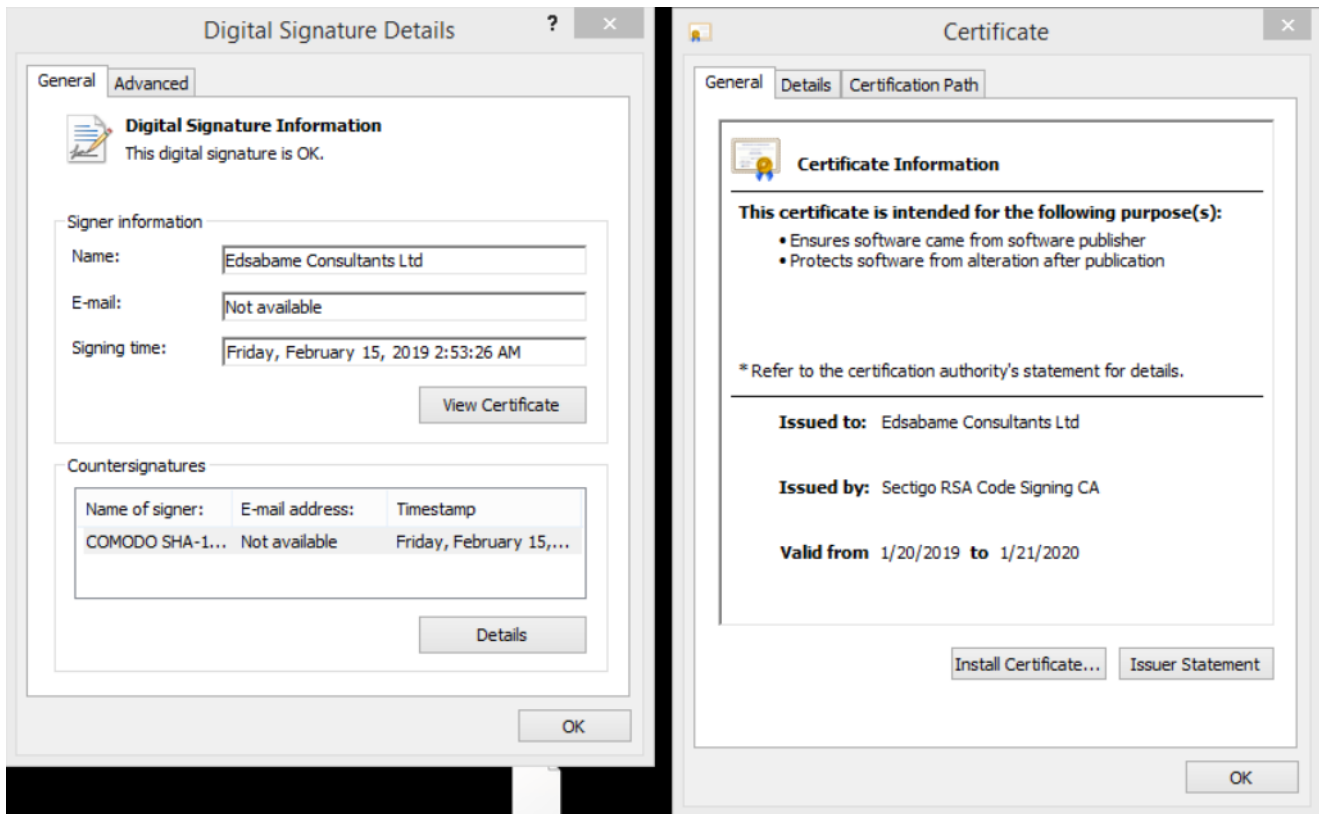 Digital Signature Details
?
General
Advanced
Digital Signature Information
This digital signature is OK.
Signer information
Name:
Edsabame Consultants Ltd
E-mail:
Not available
Signing time:
Friday, February 15, 2019 2:53:26 AM
View Certificate
Countersignatures
Name of signer: E-mail address: Timestamp
COMODO SHA-1... Not available Friday, February 15,...
Details
OK
Certificate
General
Details
Certification Path
Certificate Information
This certificate is intended for the following purpose(s):
• Ensures software came from software publisher
• Protects software from alteration after publication
* Refer to the certification authority's statement for details.
Issued to: Edsabame Consultants Ltd
Issued by: Sectigo RSA Code Signing CA
Valid from 1/20/2019 to 1/21/2020
Install Certificate...
Issuer Statement
OK